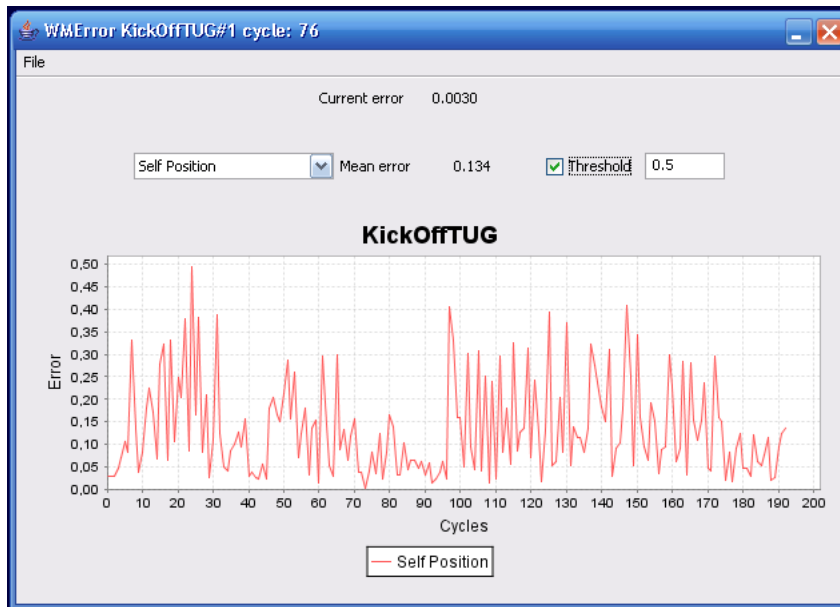 WMError KickOffTUG#1 cycle: 76
File
Current error 0.0030
Self Position Mean error 0.134 Threshold 0.5
KickOffTUG
0,50
0,45
0,40
0,35
0,30
0,25
0,20
0,15
0,10
0,05
0,00
Error
0 10 20 30 40 50 60 70 80 90 100 110 120 130 140 150 160 170 180 190 200
Cycles
Self Position